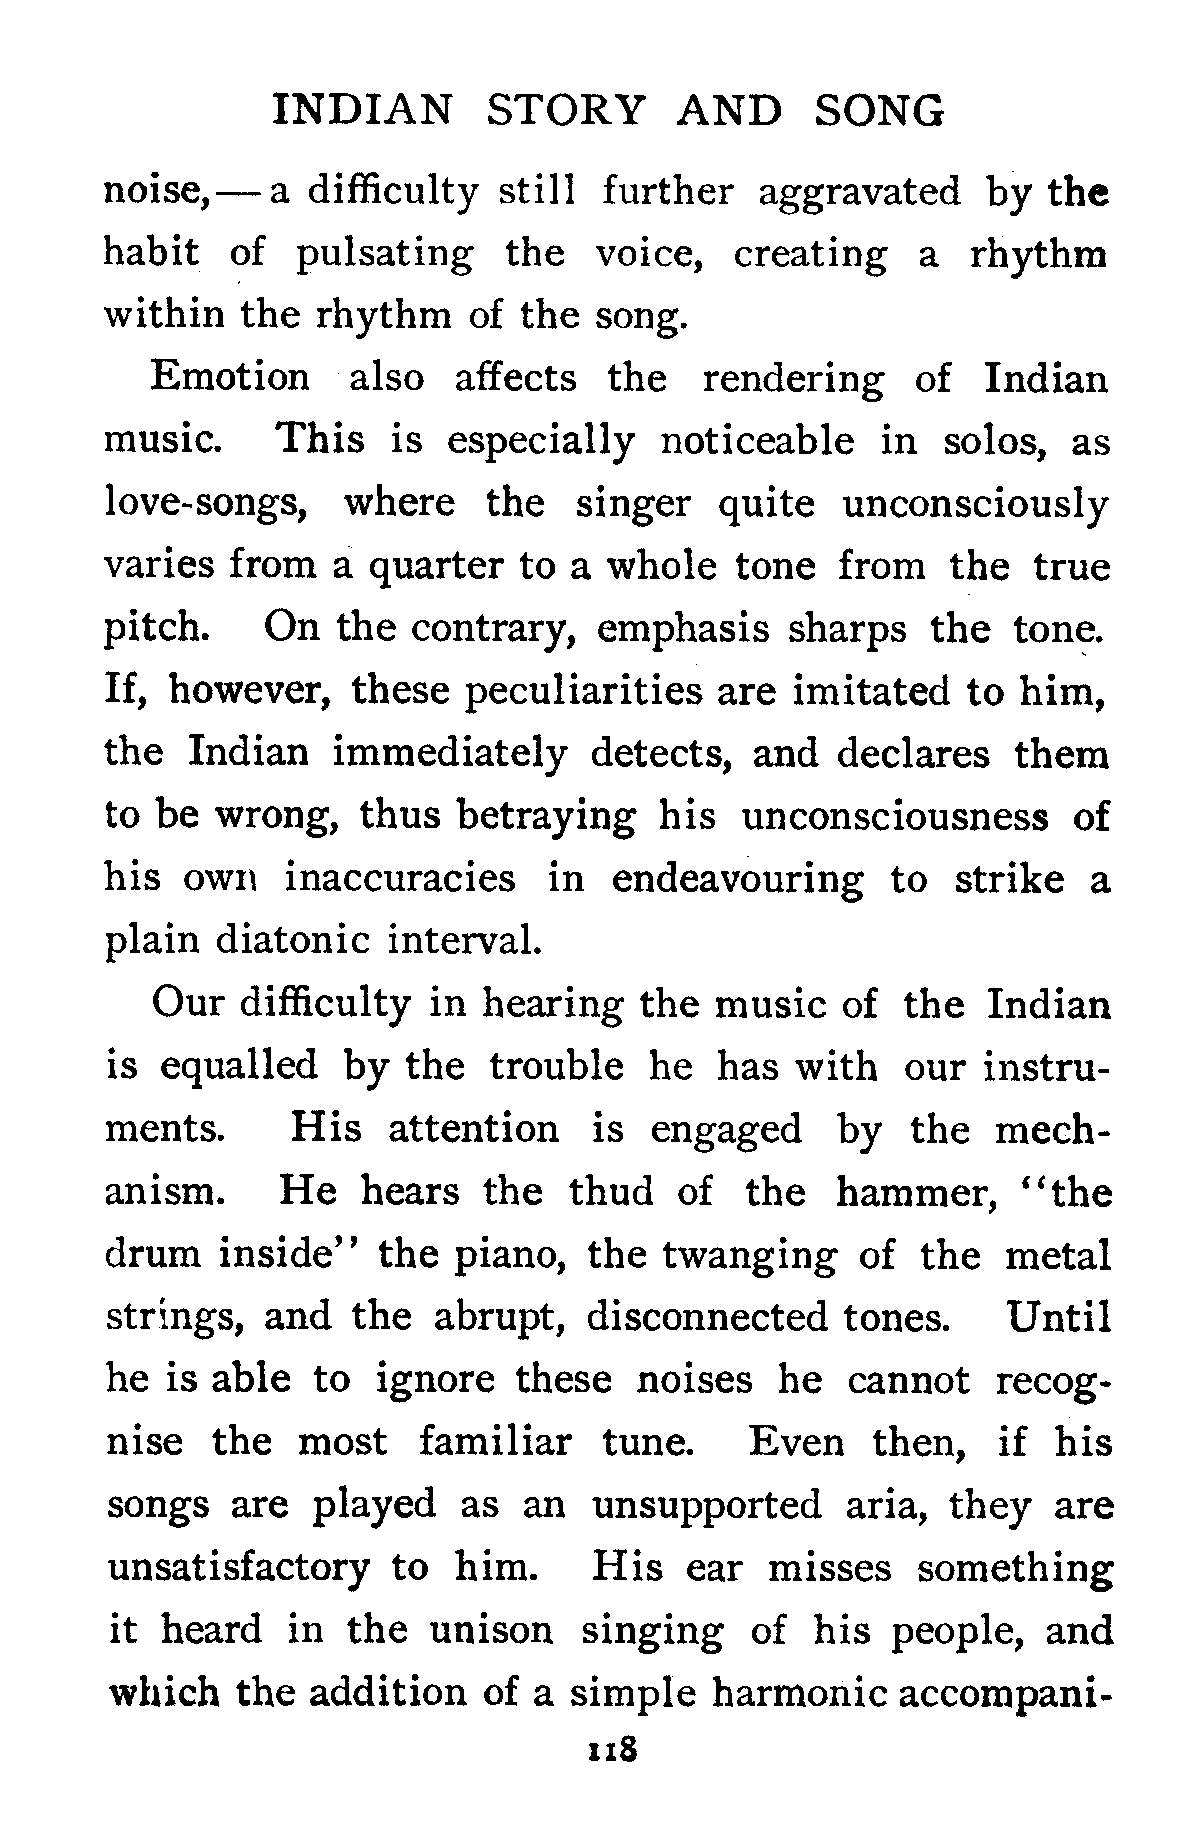 INDIAN STORY AND SONG
noise,— a difficulty still further aggravated by the
habit of pulsating the voice, creating a rhythm
within the rhythm of the song.
Emotion also affects the rendering of Indian
music. This is especially noticeable in solos, as
love-songs, where the singer quite unconsciously
varies from a quarter to a whole tone from the true
pitch. On the contrary, emphasis sharps the tone.
If, however, these peculiarities are imitated to him,
the Indian immediately detects, and declares them
to be wrong, thus betraying his unconsciousness of
his own inaccuracies in endeavouring to strike a
plain diatonic interval.
Our difficulty in hearing the music of the Indian
is equalled by the trouble he has with our instru-
ments. His attention is engaged by the mech-
anism. He hears the thud of the hammer, “the
drum inside” the piano, the twanging of the metal
strings, and the abrupt, disconnected tones. Until
he is able to ignore these noises he cannot recog-
nise the most familiar tune. Even then, if his
songs are played as an unsupported aria, they are
unsatisfactory to him. His ear misses something
it heard in the unison singing of his people, and
which the addition of a simple harmonic accompani-
118